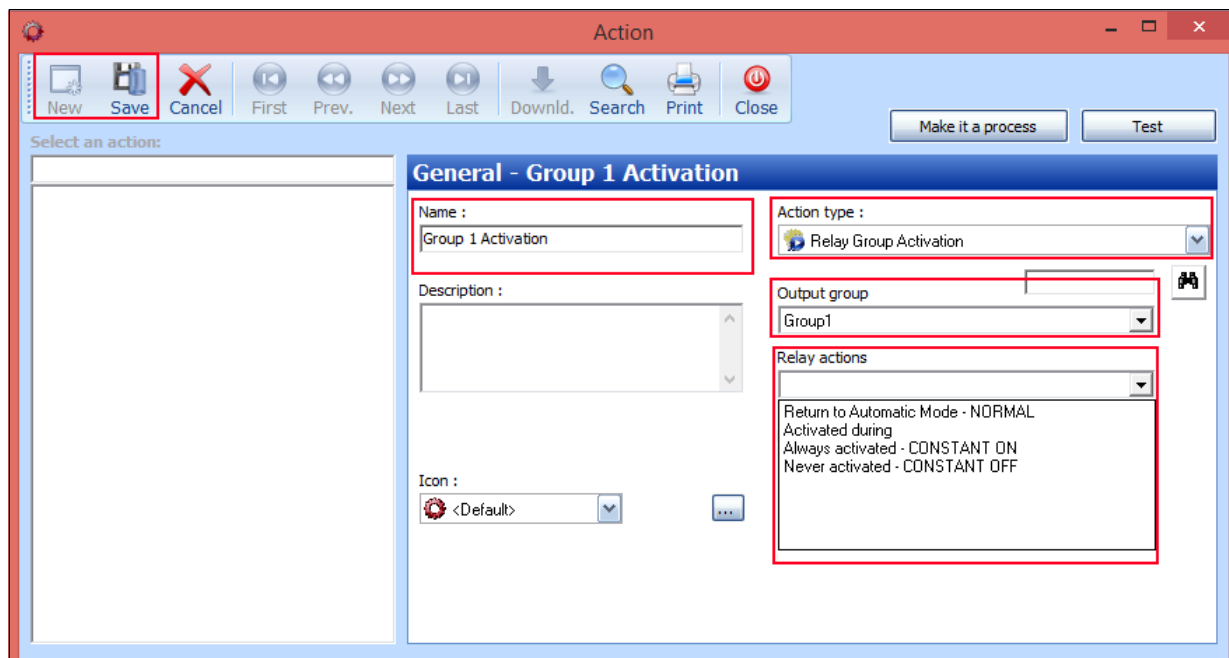 Action
New Save Cancel First Prev. Next Last Downld. Search Print Close
Make it a process Test
Select an action:
General - Group 1 Activation
Name :
Group 1 Activation
Action type :
Relay Group Activation
Description :
Output group
Group1
Relay actions
Return to Automatic Mode - NORMAL
Activated during
Always activated - CONSTANT ON
Never activated - CONSTANT OFF
Icon :
<Default>
...